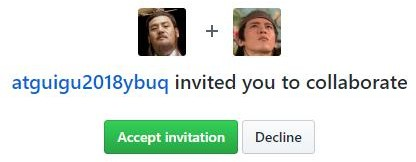 +
atguigu2018ybuq invited you to collaborate
Accept invitation Decline